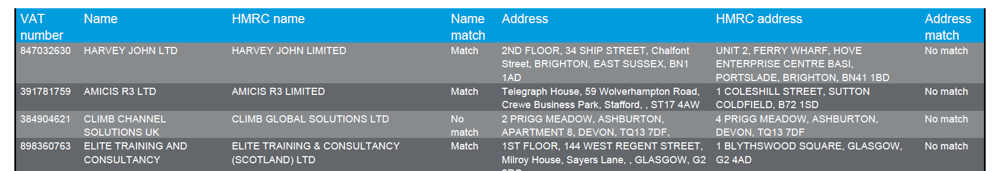 VAT number Name HMRC name Name match Address HMRC address Address match
847032630 HARVEY JOHN LTD HARVEY JOHN LIMITED Match 2ND FLOOR, 34 SHIP STREET, Chalfont Street, BRIGHTON, EAST SUSSEX, BN1 1AD UNIT 2, FERRY WHARF, HOVE ENTERPRISE CENTRE BASI, PORTSLADE, BRIGHTON, BN41 1BD No match
391781759 AMICIS R3 LTD AMICIS R3 LIMITED Match Telegraph House, 59 Wolverhampton Road, Crewe Business Park, Stafford, , ST17 4AW 1 COLESHILL STREET, SUTTON COLDFIELD, B72 1SD No match
384904621 CLIMB CHANNEL SOLUTIONS UK CLIMB GLOBAL SOLUTIONS LTD No match 2 PRIGG MEADOW, ASHBURTON, APARTMENT 8, DEVON, TQ13 7DF, 4 PRIGG MEADOW, ASHBURTON, DEVON, TQ13 7DF No match
898360763 ELITE TRAINING AND CONSULTANCY ELITE TRAINING & CONSULTANCY (SCOTLAND) LTD Match 1ST FLOOR, 144 WEST REGENT STREET, Milroy House, Sayers Lane, , GLASGOW, G2 1 BLYTHSWOOD SQUARE, GLASGOW, G2 4AD No match